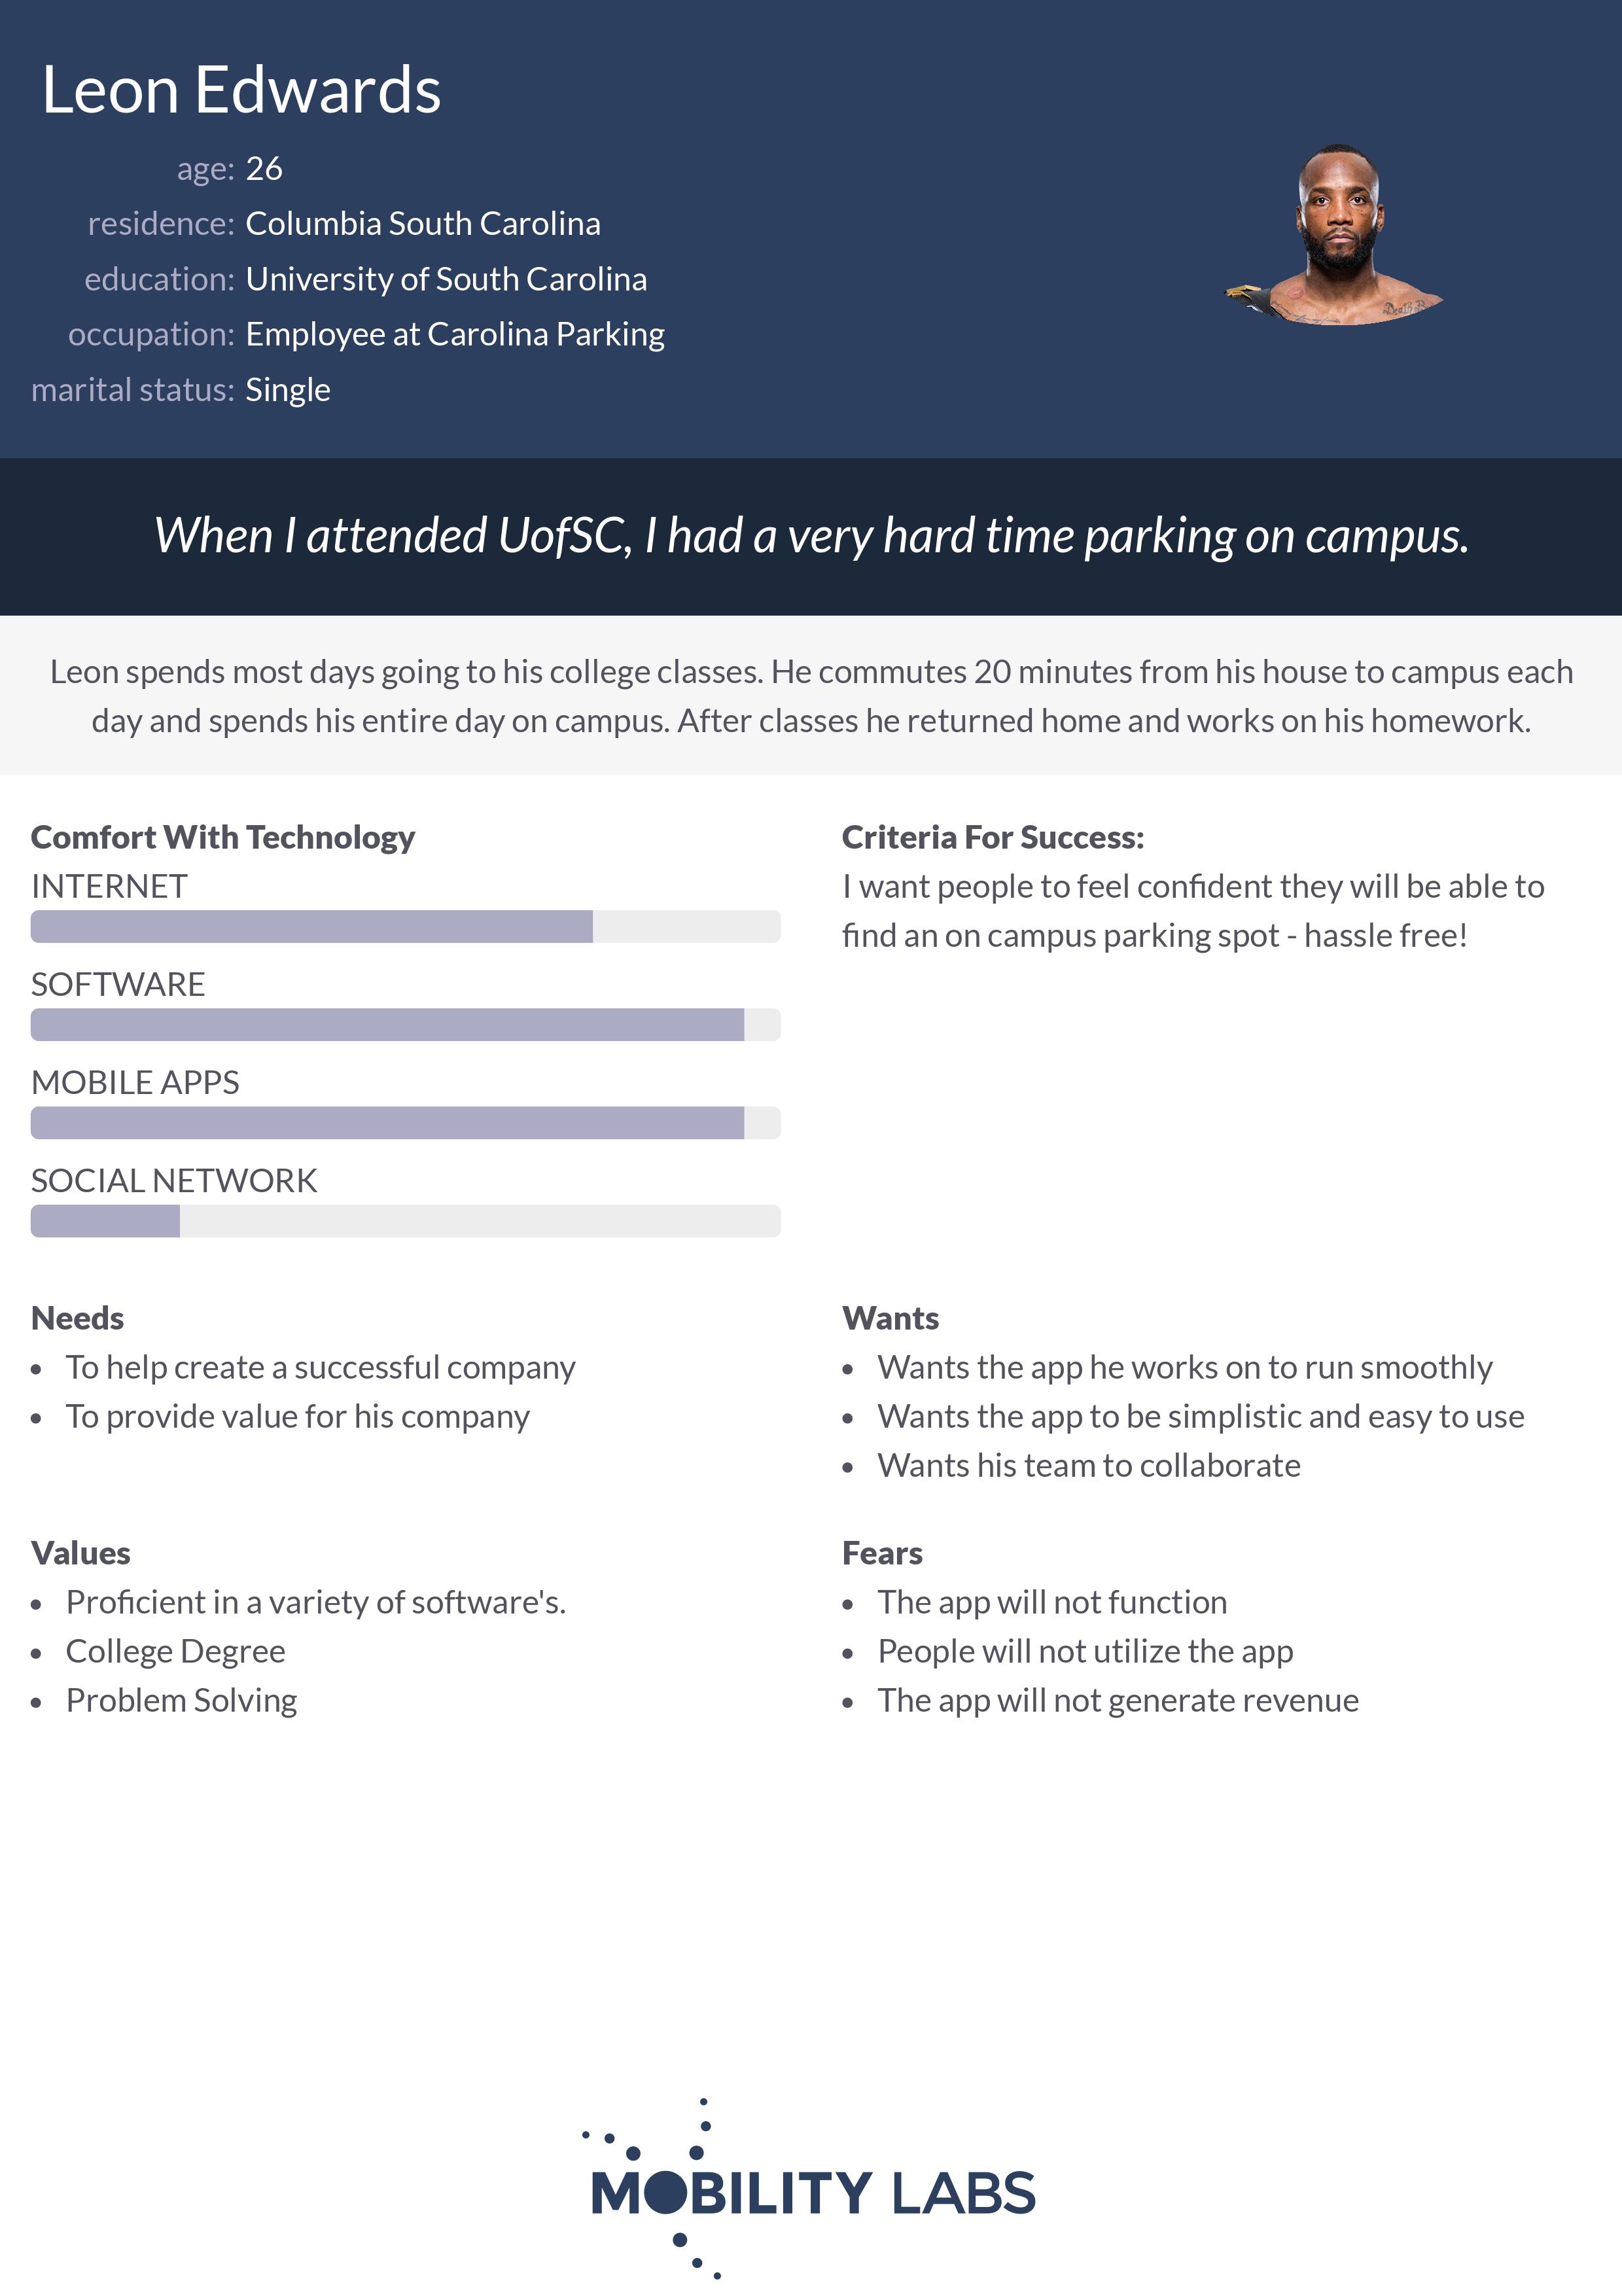 Leon Edwards
age: 26
residence: Columbia South Carolina
education: University of South Carolina
occupation: Employee at Carolina Parking
marital status: Single
When I attended UofSC, I had a very hard time parking on campus.
Leon spends most days going to his college classes. He commutes 20 minutes from his house to campus each
day and spends his entire day on campus. After classes he returned home and works on his homework.
Comfort With Technology
INTERNET
SOFTWARE
MOBILE APPS
SOCIAL NETWORK
Criteria For Success:
I want people to feel confident they will be able to
find an on campus parking spot - hassle free!
Needs
• To help create a successful company
• To provide value for his company
Wants
• Wants the app he works on to run smoothly
• Wants the app to be simplistic and easy to use
• Wants his team to collaborate
Values
• Proficient in a variety of software's.
• College Degree
• Problem Solving
Fears
• The app will not function
• People will not utilize the app
• The app will not generate revenue
MOBILITY LABS